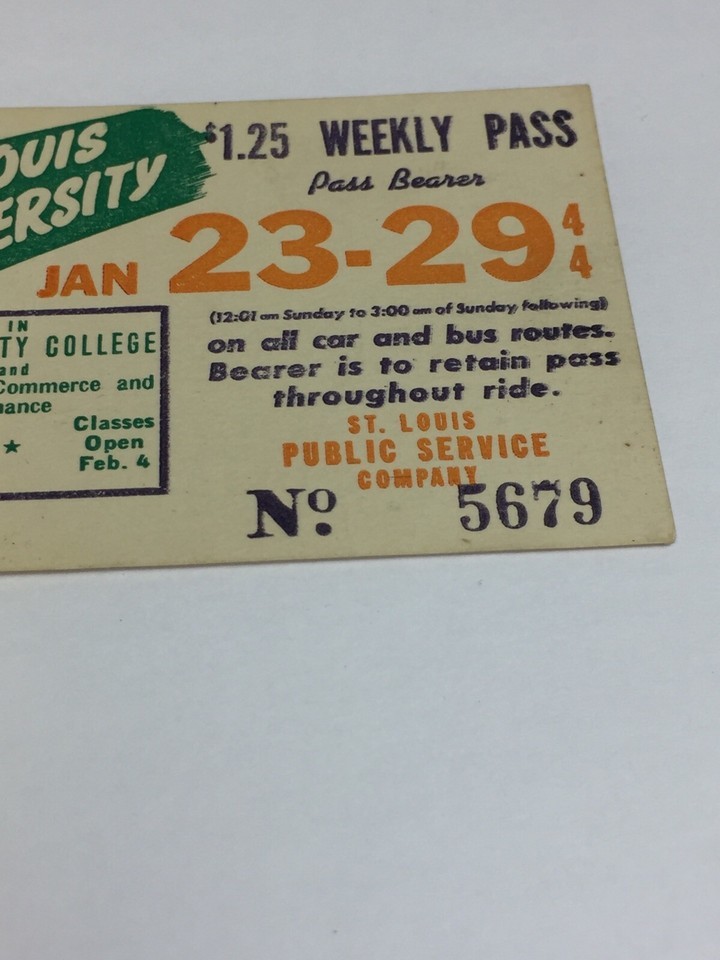 OUIS
ERSITY
$1.25 WEEKLY PASS
Pass Bearer
JAN 23-29 44
(12:01 am Sunday to 3:00 am of Sunday following)
on all car and bus routes.
Bearer is to retain pass
throughout ride.
ST. LOUIS
PUBLIC SERVICE
COMPANY
No 5679
IN
TY COLLEGE
and
Commerce and
nance
Classes
★ Open
Feb. 4